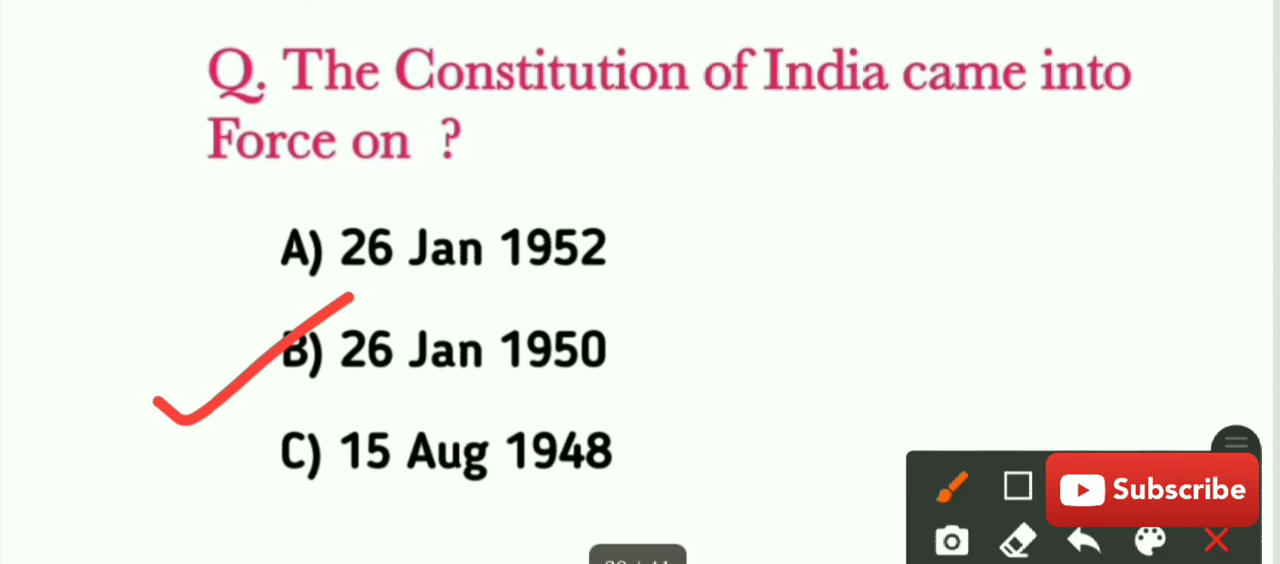 Q. The Constitution of India came into
Force on ?
A) 26 Jan 1952
B) 26 Jan 1950
C) 15 Aug 1948
Subscribe